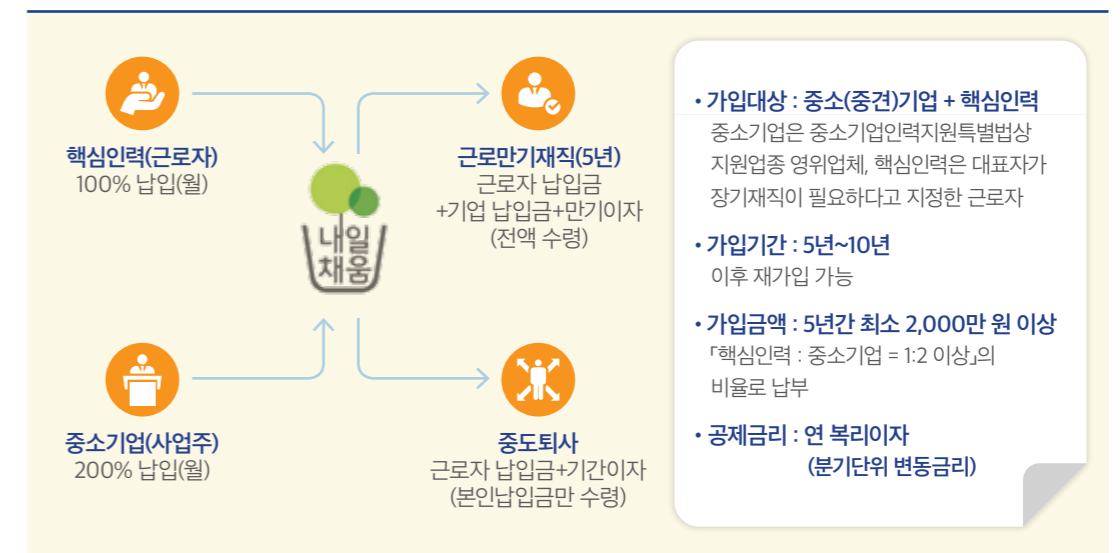 핵심인력(근로자)
100% 납입(월)
근로만기재직(5년)
근로자 납입금
+기업 납입금+만기이자
(전액 수령)
내일
채움
중소기업(사업주)
200% 납입(월)
중도퇴사
근로자 납입금+기간이자
(본인납입금만 수령)
• 가입대상 : 중소(중견)기업 + 핵심인력
중소기업은 중소기업인력지원특별법상
지원업종 영위업체, 핵심인력은 대표자가
장기재직이 필요하다고 지정한 근로자
• 가입기간 : 5년~10년
이후 재가입 가능
• 가입금액 : 5년간 최소 2,000만 원 이상
「핵심인력 : 중소기업 = 1:2 이상」의
비율로 납부
• 공제금리 : 연 복리이자
(분기단위 변동금리)